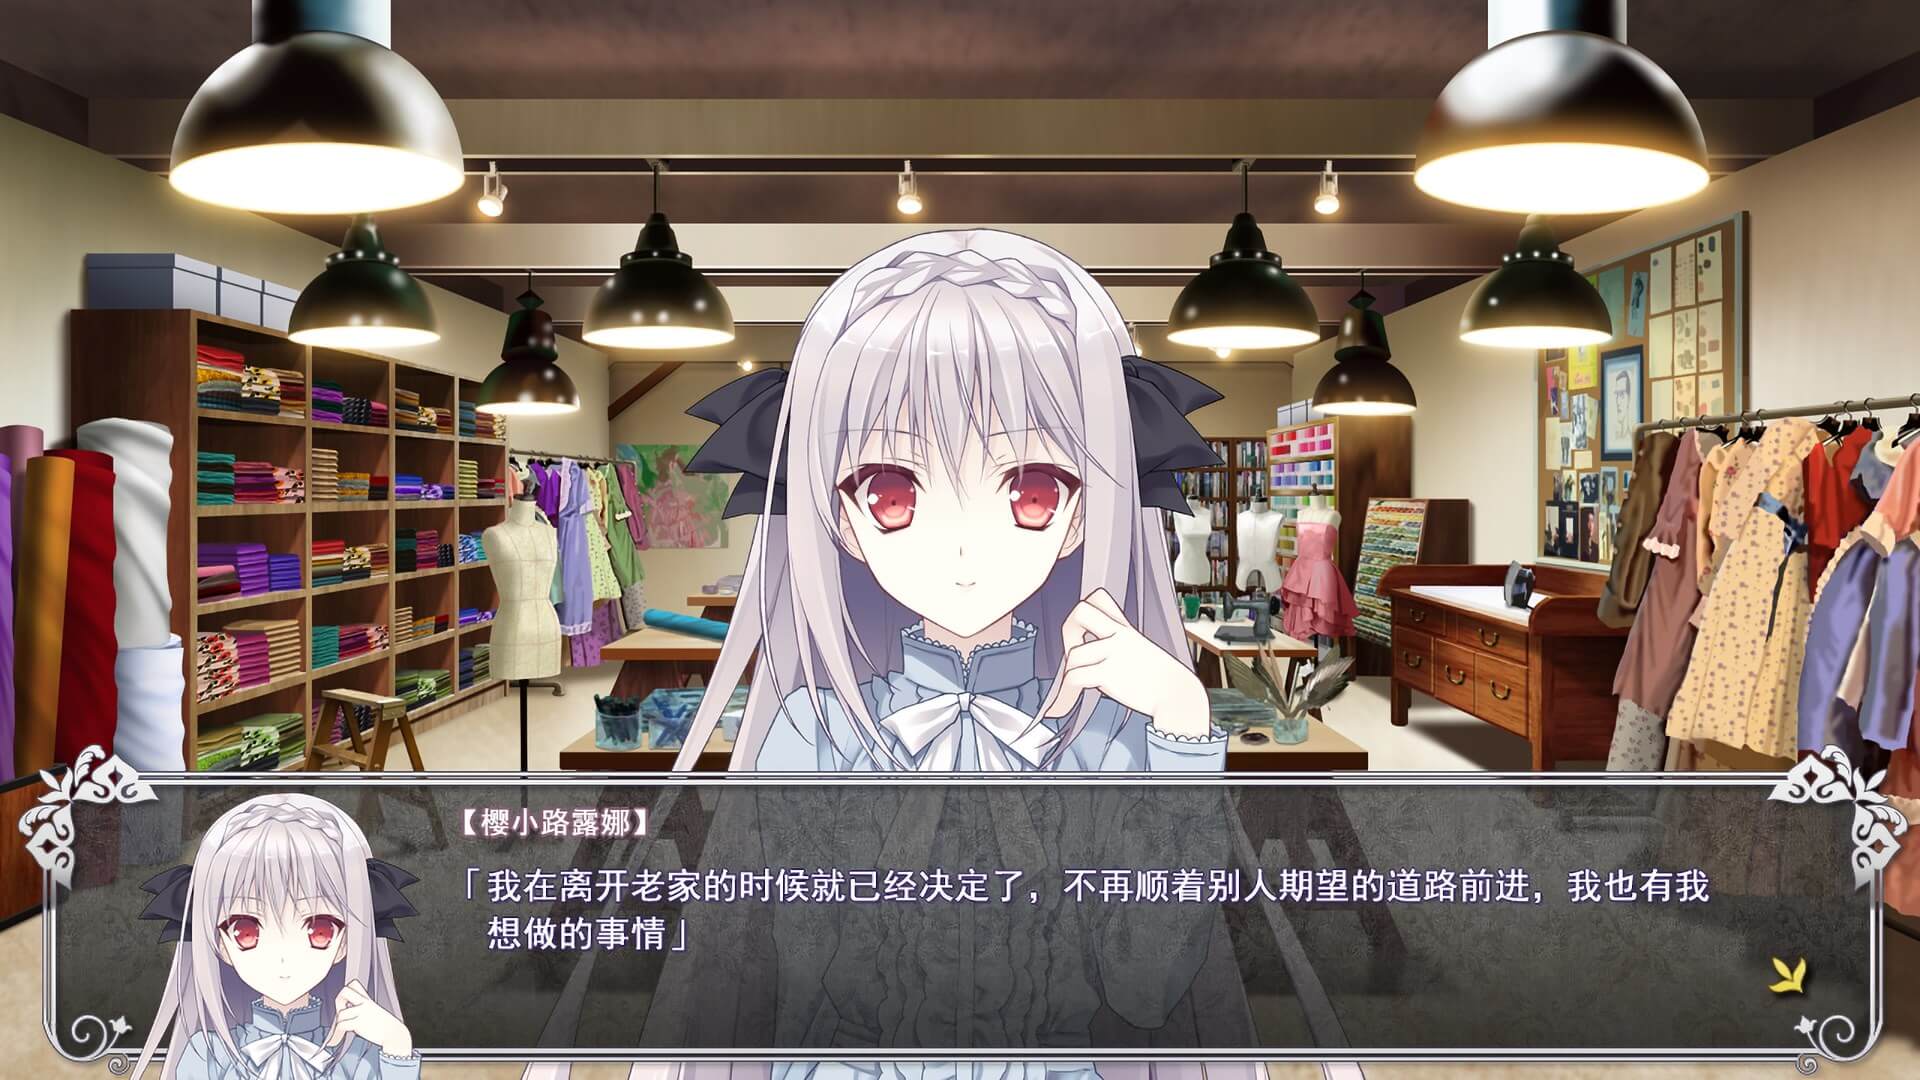 【樱小路露娜】
「我在离开老家的时候就已经决定了，不再顺着别人期望的道路前进，我也有我
想做的事情」